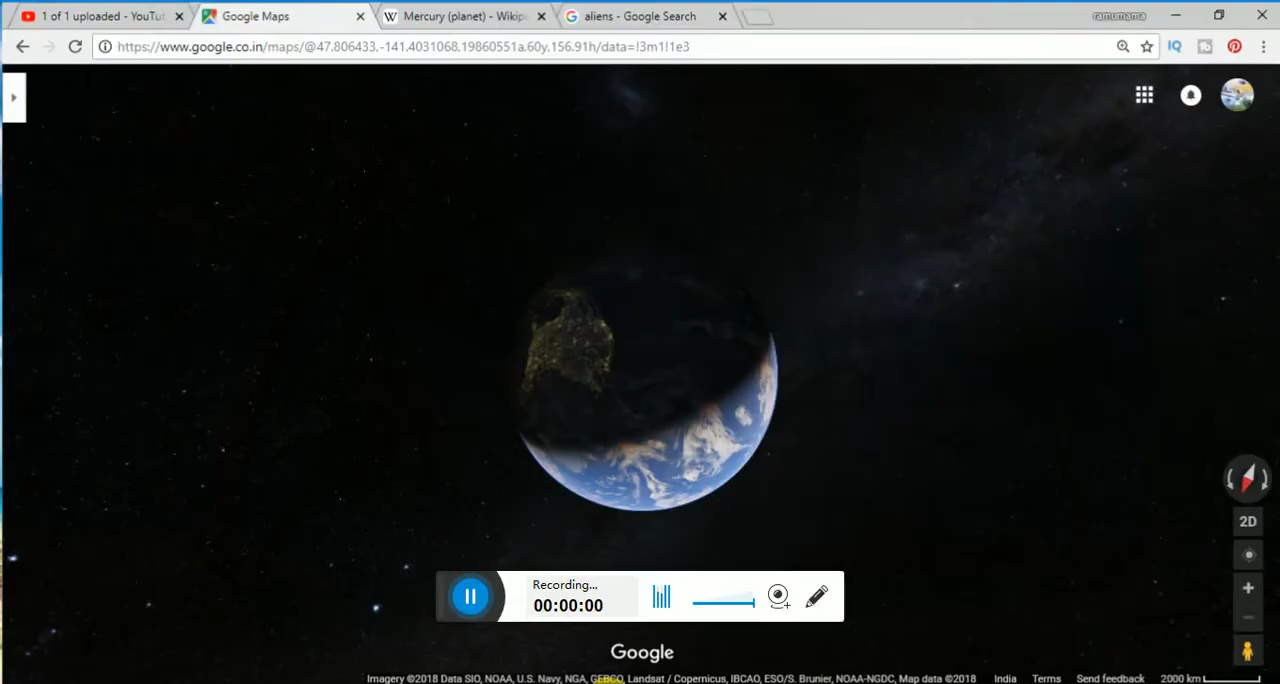 1 of 1 uploaded - YouTu
Google Maps
Mercury (planet) - Wikip
aliens - Google Search
ramumama
https://www.google.co.in/maps/@47.806433,-141.4031068,19860551a,60y,156.91h/data=!3m1!1e3
IQ
2D
Recording...
00:00:00
Google
Imagery ©2018 Data SIO, NOAA, U.S. Navy, NGA, GEBCO, Landsat / Copernicus, IBCAO, ESO/S. Brunier, NOAA-NGDC, Map data ©2018 India Terms Send feedback 2000 km